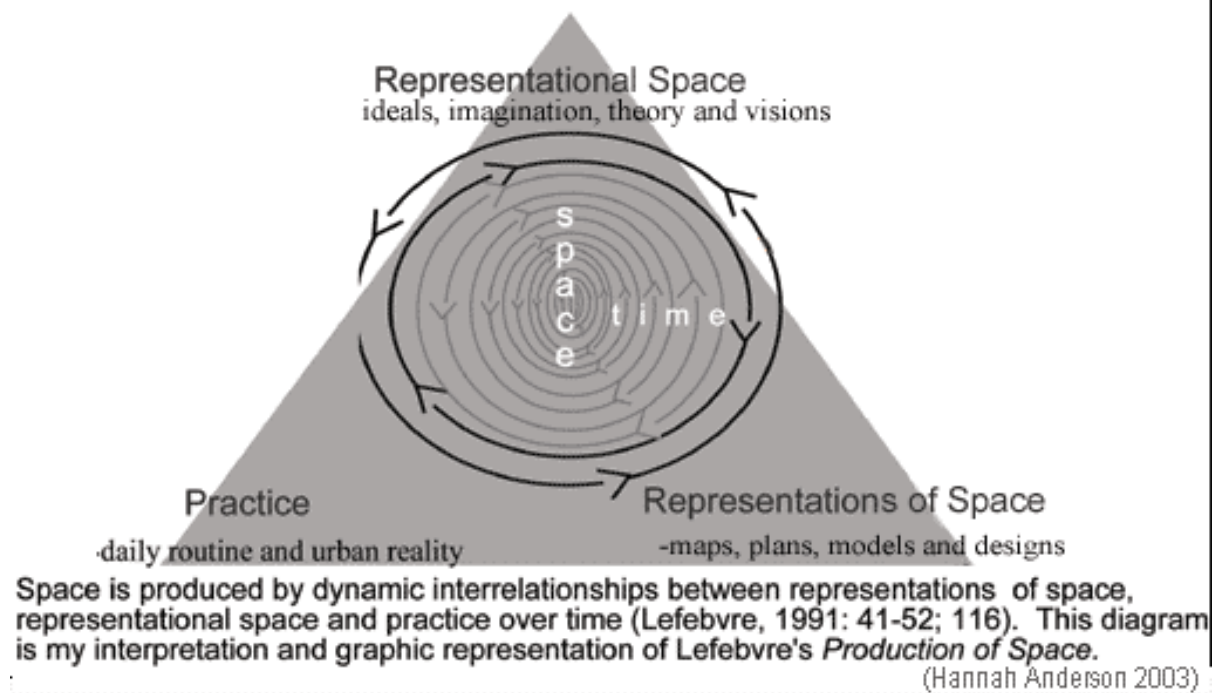 Representational Space
ideals, imagination, theory and visions
space
time
Practice
-daily routine and urban reality
Representations of Space
-maps, plans, models and designs
Space is produced by dynamic interrelationships between representations of space,
representational space and practice over time (Lefebvre, 1991: 41-52; 116). This diagram
is my interpretation and graphic representation of Lefebvre's Production of Space.
(Hannah Anderson 2003)